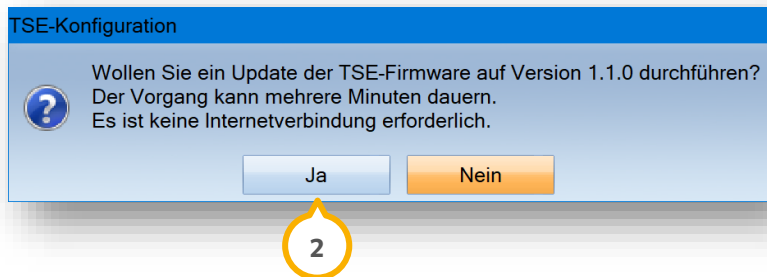 TSE-Konfiguration
Wollen Sie ein Update der TSE-Firmware auf Version 1.1.0 durchführen?
Der Vorgang kann mehrere Minuten dauern.
Es ist keine Internetverbindung erforderlich.
Ja Nein
2